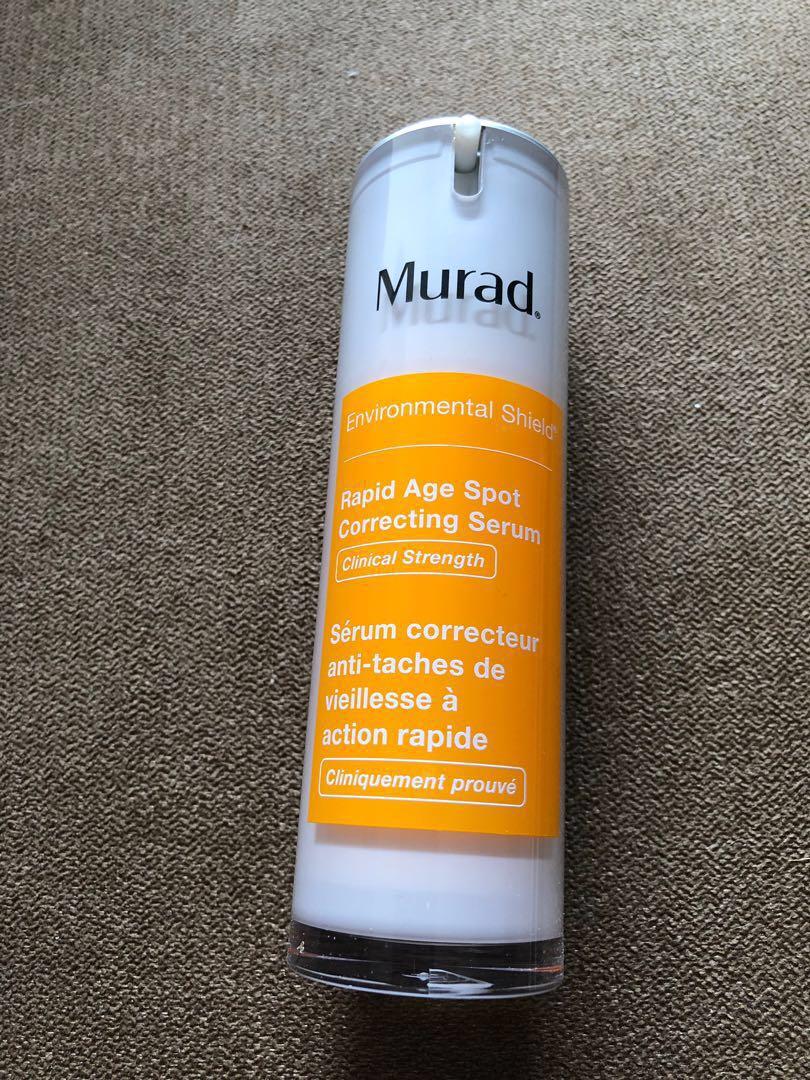 Murad®
Environmental Shield®
Rapid Age Spot
Correcting Serum
Clinical Strength
Sérum correcteur
anti-taches de
vieillesse à
action rapide
Cliniquement prouvé